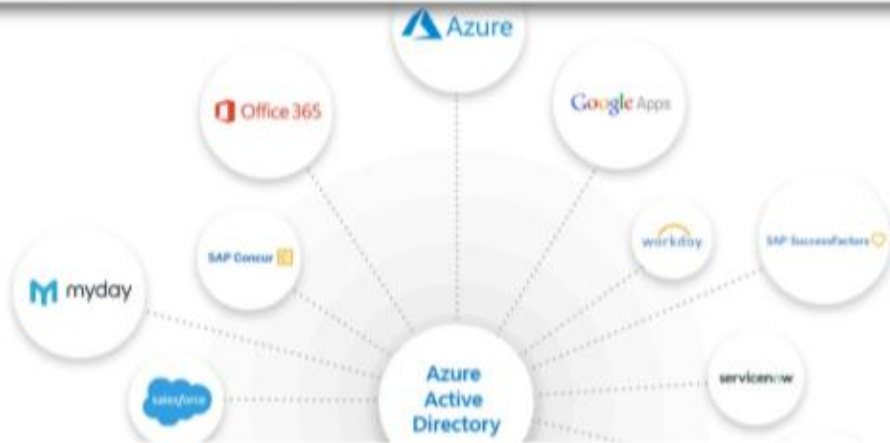 Azure
Office 365
Google Apps
SAP Concur
workday
SAP SuccessFactors
myday
salesforce
servicenow
Azure
Active
Directory